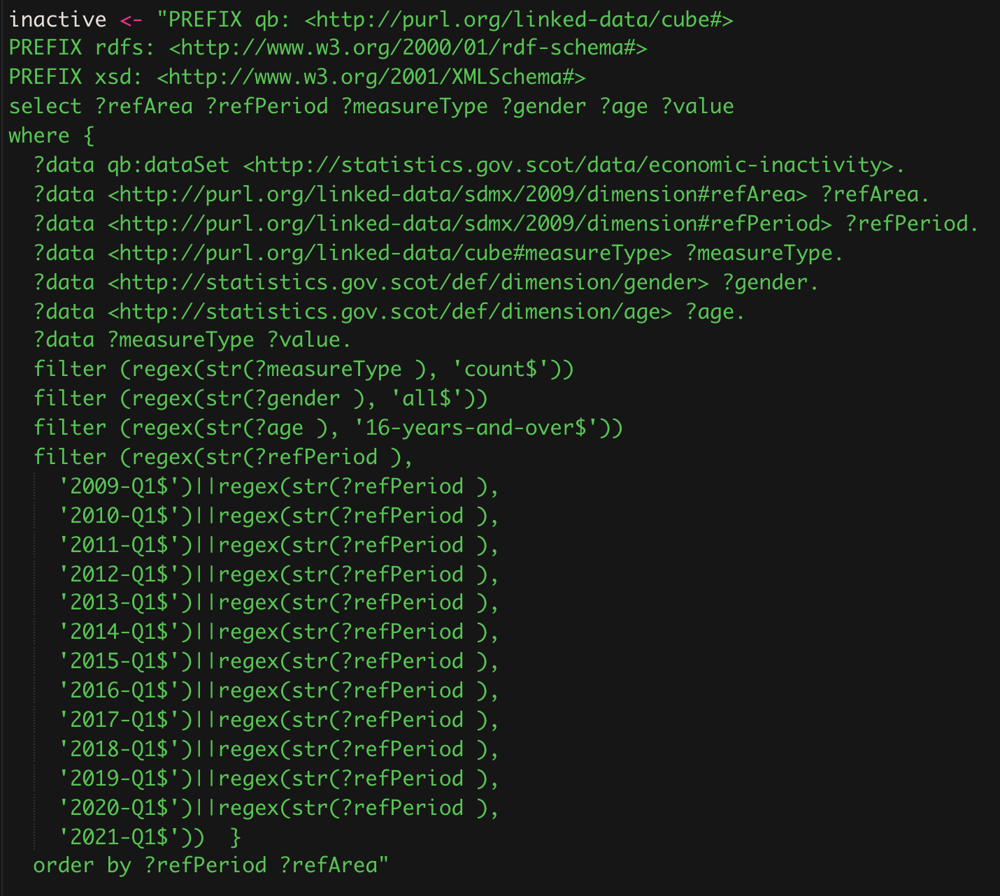 inactive <- "PREFIX qb: <http://purl.org/linked-data/cube#>
PREFIX rdfs: <http://www.w3.org/2000/01/rdf-schema#>
PREFIX xsd: <http://www.w3.org/2001/XMLSchema#>
select ?refArea ?refPeriod ?measureType ?gender ?age ?value
where {
  ?data qb:dataSet <http://statistics.gov.scot/data/economic-inactivity>.
  ?data <http://purl.org/linked-data/sdmx/2009/dimension#refArea> ?refArea.
  ?data <http://purl.org/linked-data/sdmx/2009/dimension#refPeriod> ?refPeriod.
  ?data <http://purl.org/linked-data/cube#measureType> ?measureType.
  ?data <http://statistics.gov.scot/def/dimension/gender> ?gender.
  ?data <http://statistics.gov.scot/def/dimension/age> ?age.
  ?data ?measureType ?value.
  filter (regex(str(?measureType ), 'count$'))
  filter (regex(str(?gender ), 'all$'))
  filter (regex(str(?age ), '16-years-and-over$'))
  filter (regex(str(?refPeriod ),
    '2009-Q1$')||regex(str(?refPeriod ),
    '2010-Q1$')||regex(str(?refPeriod ),
    '2011-Q1$')||regex(str(?refPeriod ),
    '2012-Q1$')||regex(str(?refPeriod ),
    '2013-Q1$')||regex(str(?refPeriod ),
    '2014-Q1$')||regex(str(?refPeriod ),
    '2015-Q1$')||regex(str(?refPeriod ),
    '2016-Q1$')||regex(str(?refPeriod ),
    '2017-Q1$')||regex(str(?refPeriod ),
    '2018-Q1$')||regex(str(?refPeriod ),
    '2019-Q1$')||regex(str(?refPeriod ),
    '2020-Q1$')||regex(str(?refPeriod ),
    '2021-Q1$'))  }
  order by ?refPeriod ?refArea"